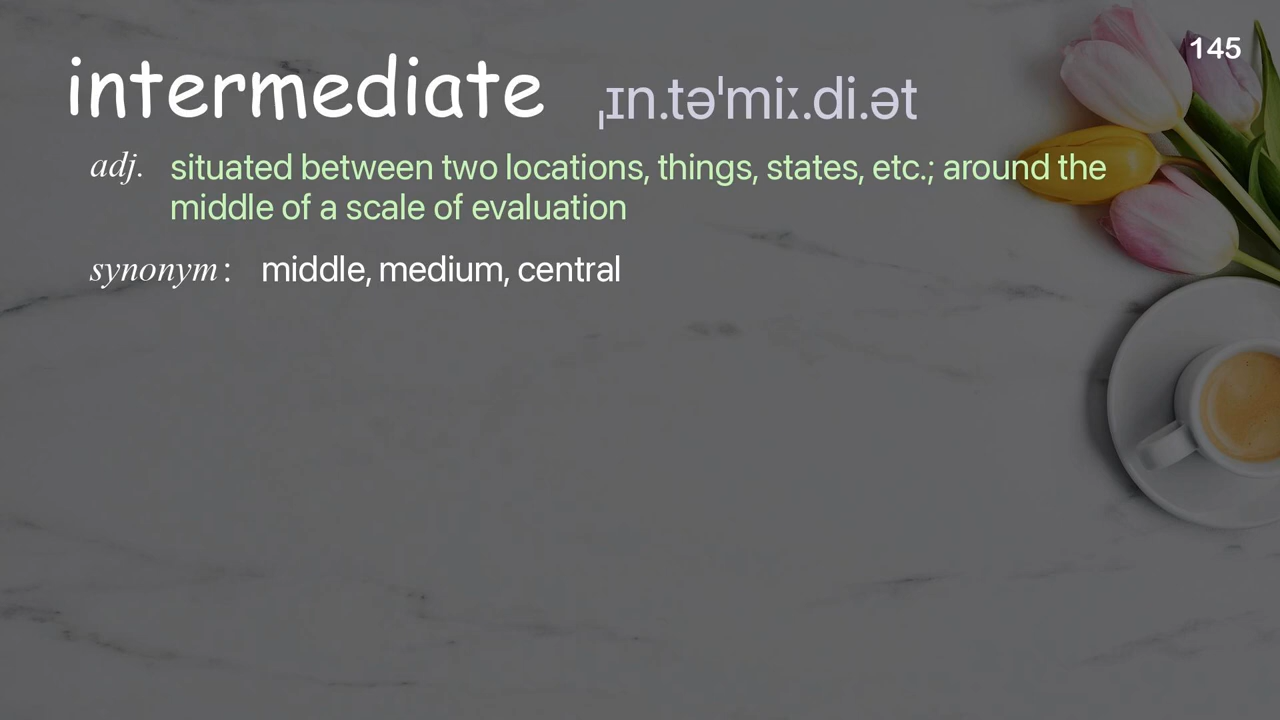 145
intermediate ˌɪn.təˈmiː.di.ət
adj. situated between two locations, things, states, etc.; around the
middle of a scale of evaluation
synonym: middle, medium, central